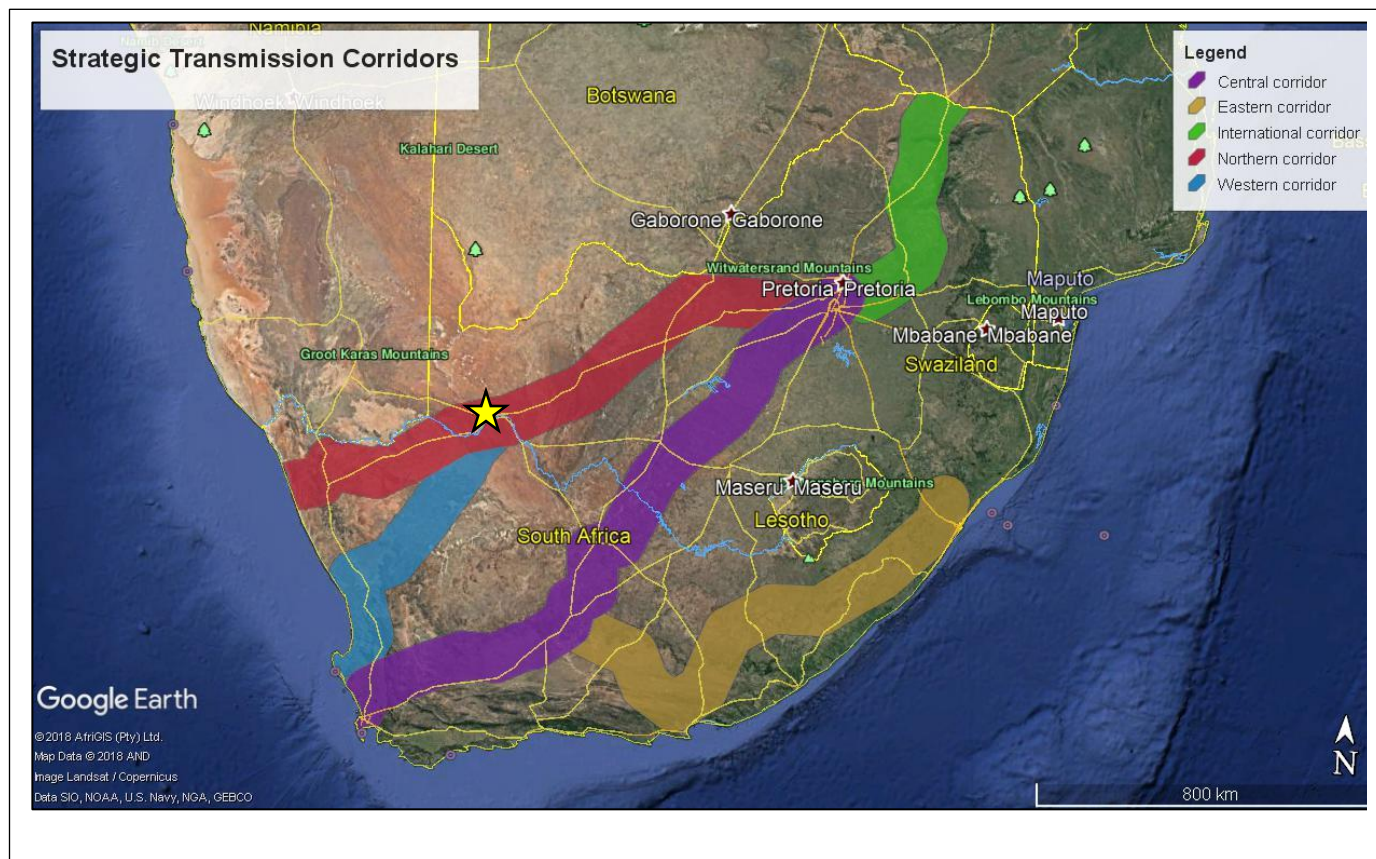 Strategic Transmission Corridors
Legend
Central corridor
Eastern corridor
International corridor
Northern corridor
Western corridor
Namibia
Windhoek Windhoek
Botswana
Kalahari Desert
Gaborone Gaborone
Witwatersrand Mountains
Pretoria Pretoria
Maputo
Lebombo Mountains
Maputo
Mbabane Mbabane
Swaziland
Groot Karas Mountains
Maseru Maseru
Mountains
Lesotho
South Africa
Google Earth
©2018 AfriGIS (Pty) Ltd.
Map Data © 2018 AND
Image Landsat / Copernicus
Data SIO, NOAA, U.S. Navy, NGA, GEBCO
N
800 km